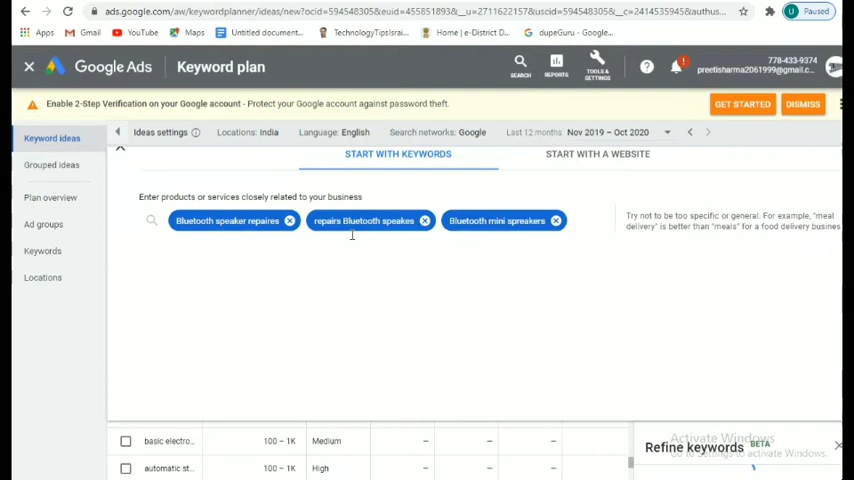 ads.google.com/aw/keywordplanner/ideas/new?ocid=594548305&euid=455851893&__u=2711622157&uscid=594548305&__c=2414535945&authus...
Paused
Apps Gmail YouTube Maps Untitled document... TechnologyTipsIsrai... Home | e-District D... dupeGuru - Google...
Google Ads Keyword plan
SEARCH REPORTS TOOLS & SETTINGS
778-433-9374
preetisharma2061999@gmail.c...
Enable 2-Step Verification on your Google account - Protect your Google account against password theft.
GET STARTED DISMISS
Keyword ideas
Grouped ideas
Plan overview
Ad groups
Keywords
Locations
Ideas settings Locations: India Language: English Search networks: Google Last 12 months Nov 2019 – Oct 2020
START WITH KEYWORDS START WITH A WEBSITE
Enter products or services closely related to your business
Bluetooth speaker repaires repairs Bluetooth speakes Bluetooth mini spreakers
Try not to be too specific or general. For example, "meal
delivery" is better than "meals" for a food delivery busines
basic electro... 100 – 1K Medium – – –
automatic st... 100 – 1K High – – –
Refine keywords BETA
Activate Windows
Go to Settings to activate Windows.